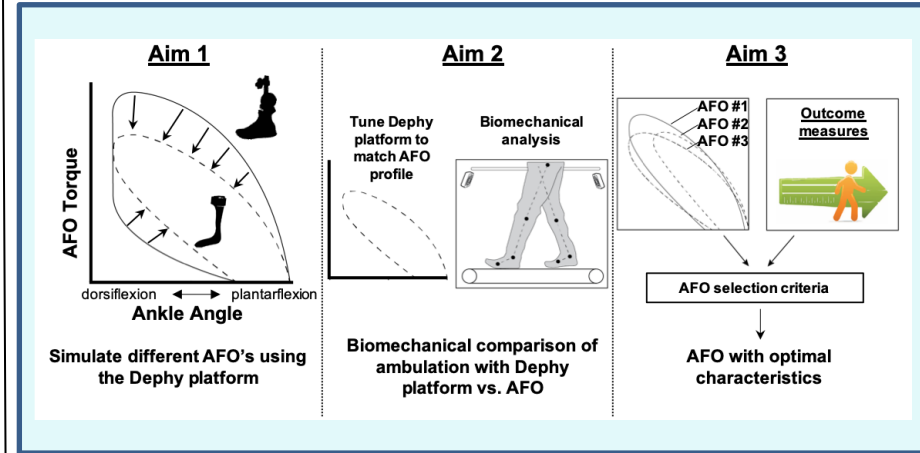 Aim 1
AFO Torque
dorsiflexion
plantarflexion
Ankle Angle
Simulate different AFO's using
the Dephy platform
Aim 2
Tune Dephy
platform to
match AFO
profile
Biomechanical
analysis
Biomechanical comparison of
ambulation with Dephy
platform vs. AFO
Aim 3
AFO #1
AFO #2
AFO #3
Outcome
measures
AFO selection criteria
AFO with optimal
characteristics